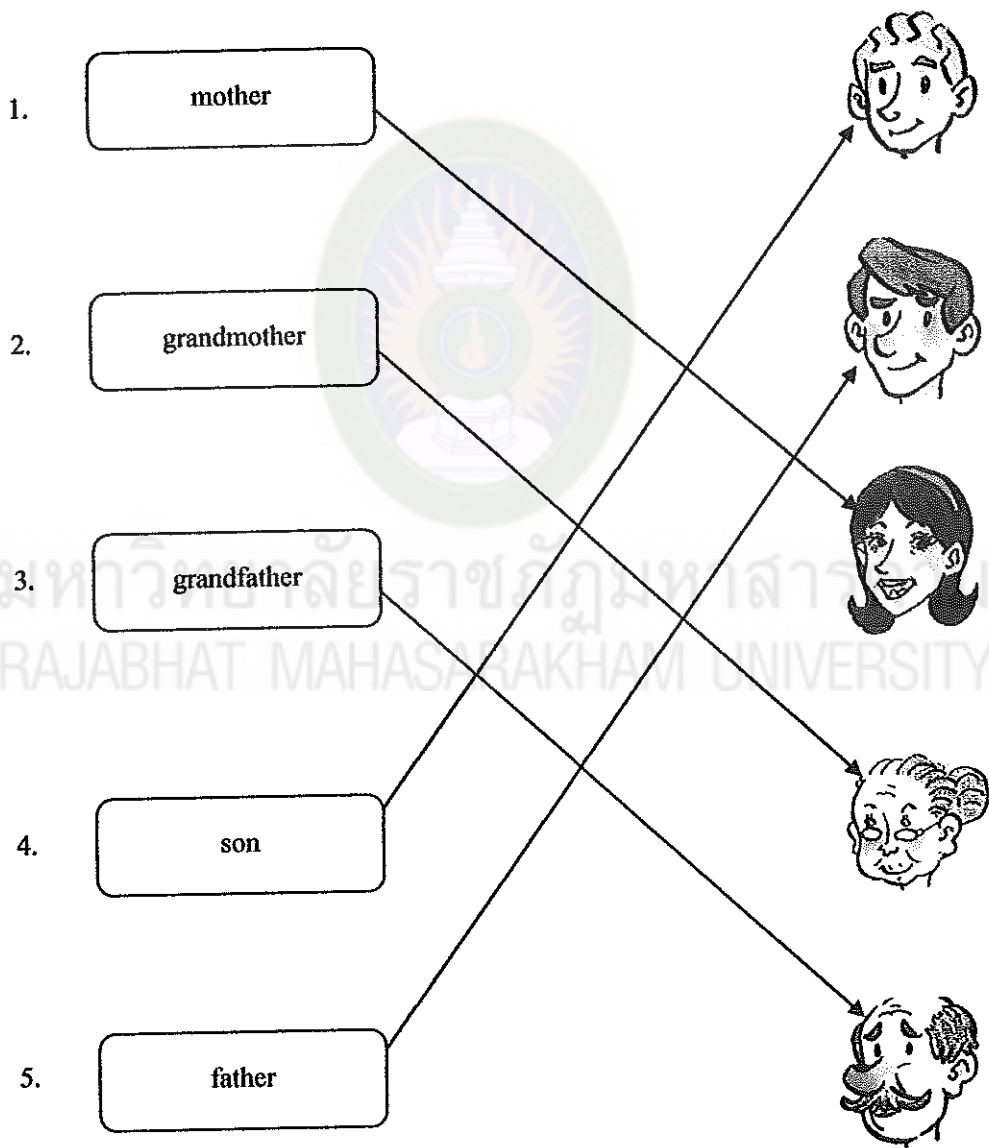 1. mother
2. grandmother
3. grandfather
มหาวิทยาลัยราชภัฏมหาสารคาม
RAJABHAT MAHASARAKHAM UNIVERSITY
4. son
5. father